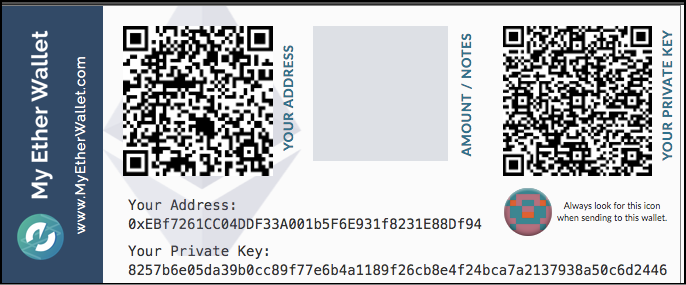 My Ether Wallet
www.MyEtherWallet.com
YOUR ADDRESS
AMOUNT / NOTES
YOUR PRIVATE KEY
Always look for this icon
when sending to this wallet.
Your Address:
0xEBf7261CC04DDF33A001b5F6E931f8231E88Df94
Your Private Key:
8257b6e05da39b0cc89f77e6b4a1189f26cb8e4f24bca7a2137938a50c6d2446